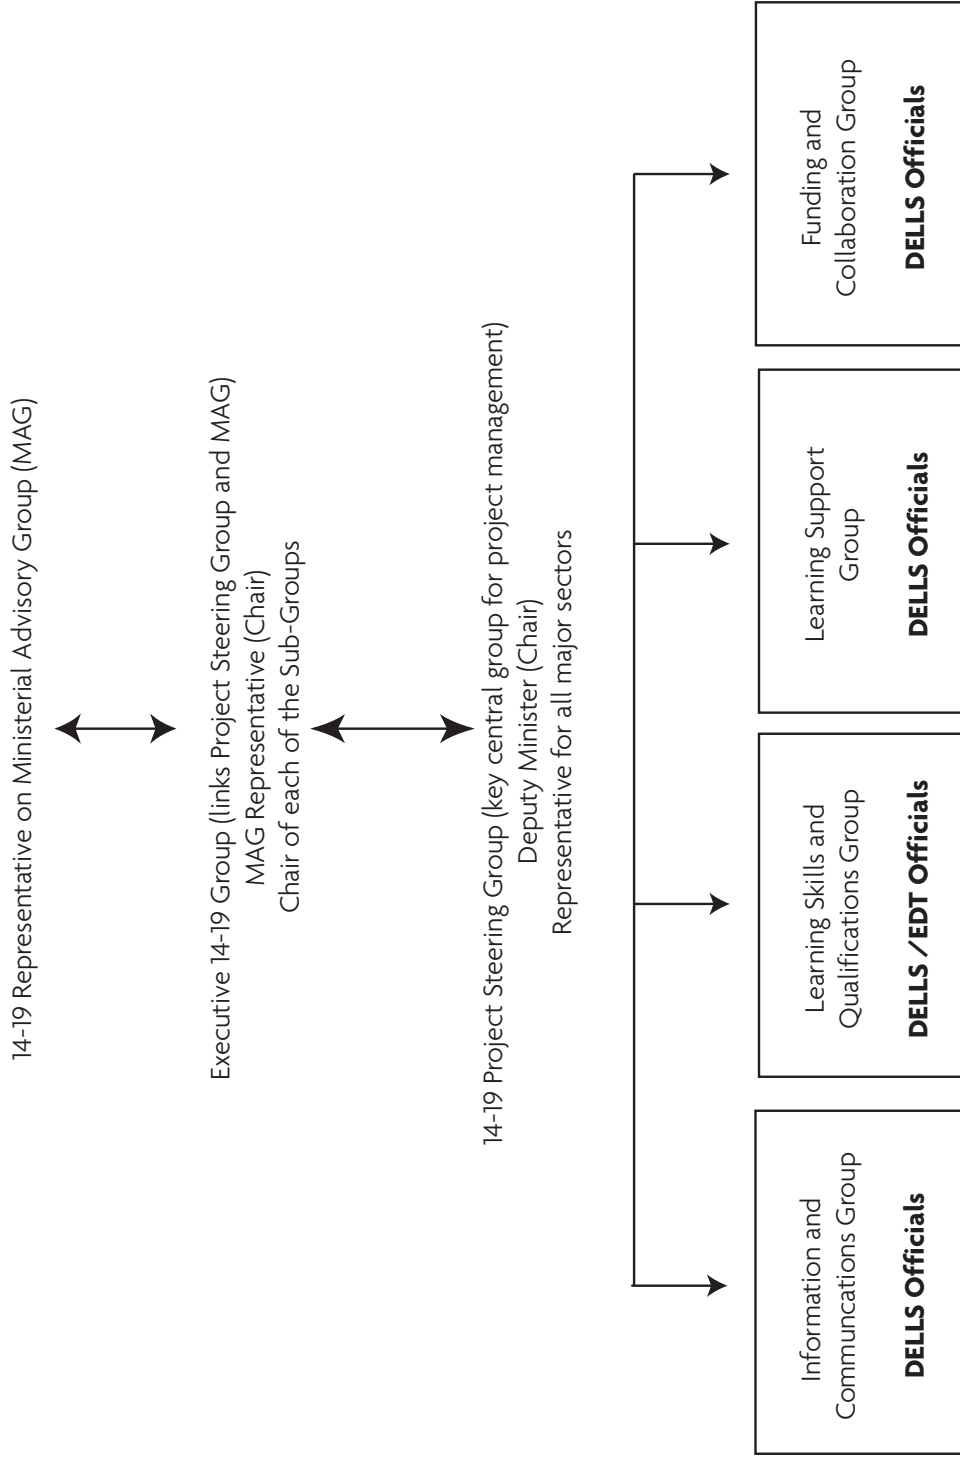 14-19 Representative on Ministerial Advisory Group (MAG)
Executive 14-19 Group (links Project Steering Group and MAG)
MAG Representative (Chair)
Chair of each of the Sub-Groups
14-19 Project Steering Group (key central group for project management)
Deputy Minister (Chair)
Representative for all major sectors
Information and
Communcations Group
DELLS Officials
Learning Skills and
Qualifications Group
DELLS / EDT Officials
Learning Support
Group
DELLS Officials
Funding and
Collaboration Group
DELLS Officials